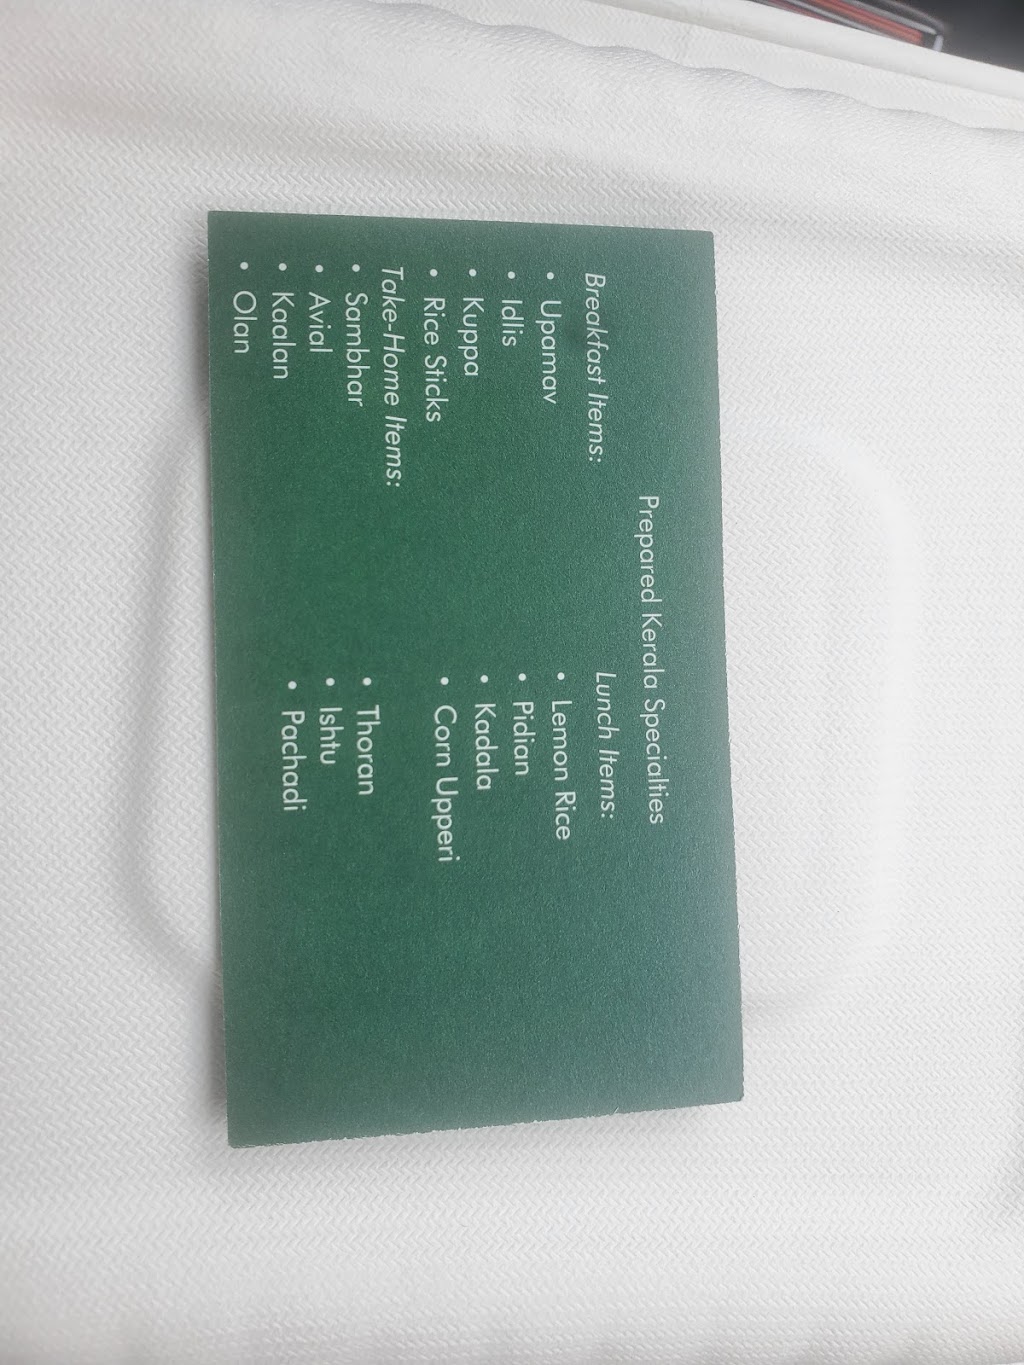 Prepared Kerala Specialties
Breakfast Items:
• Upamav
• Idlis
• Kuppa
• Rice Sticks
Lunch Items:
• Lemon Rice
• Pidian
• Kadala
• Corn Upperi
Take-Home Items:
• Sambhar
• Avial
• Kaalan
• Olan
• Thoran
• Ishtu
• Pachadi